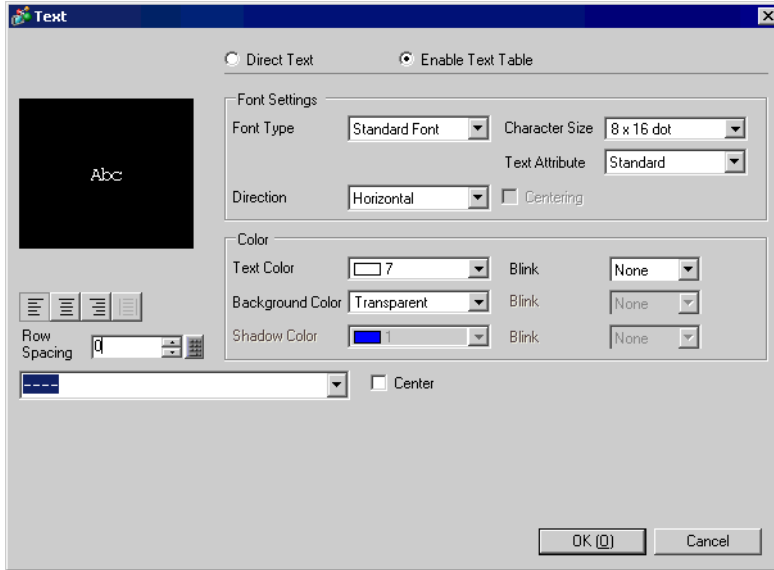 Text
Direct Text
Enable Text Table
Font Settings
Font Type
Standard Font
Character Size
8 x 16 dot
Text Attribute
Standard
Direction
Horizontal
Centering
Abc
Color
Text Color
7
Blink
None
Background Color
Transparent
Blink
None
Shadow Color
1
Blink
None
Row
Spacing
0
----
Center
OK (O)
Cancel